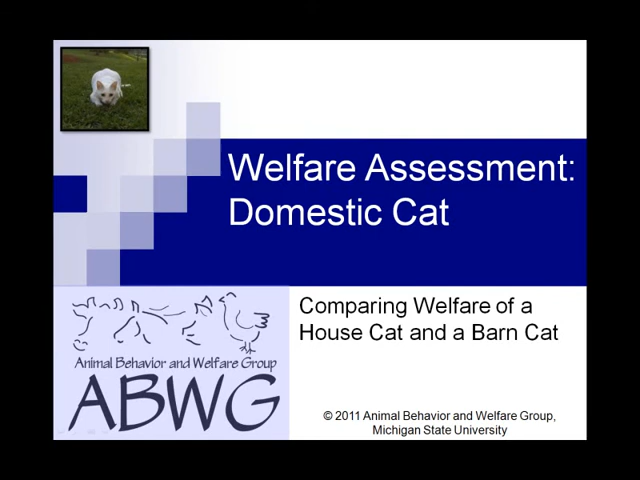 Welfare Assessment:
Domestic Cat
Comparing Welfare of a
House Cat and a Barn Cat
Animal Behavior and Welfare Group
ABWG
© 2011 Animal Behavior and Welfare Group,
Michigan State University